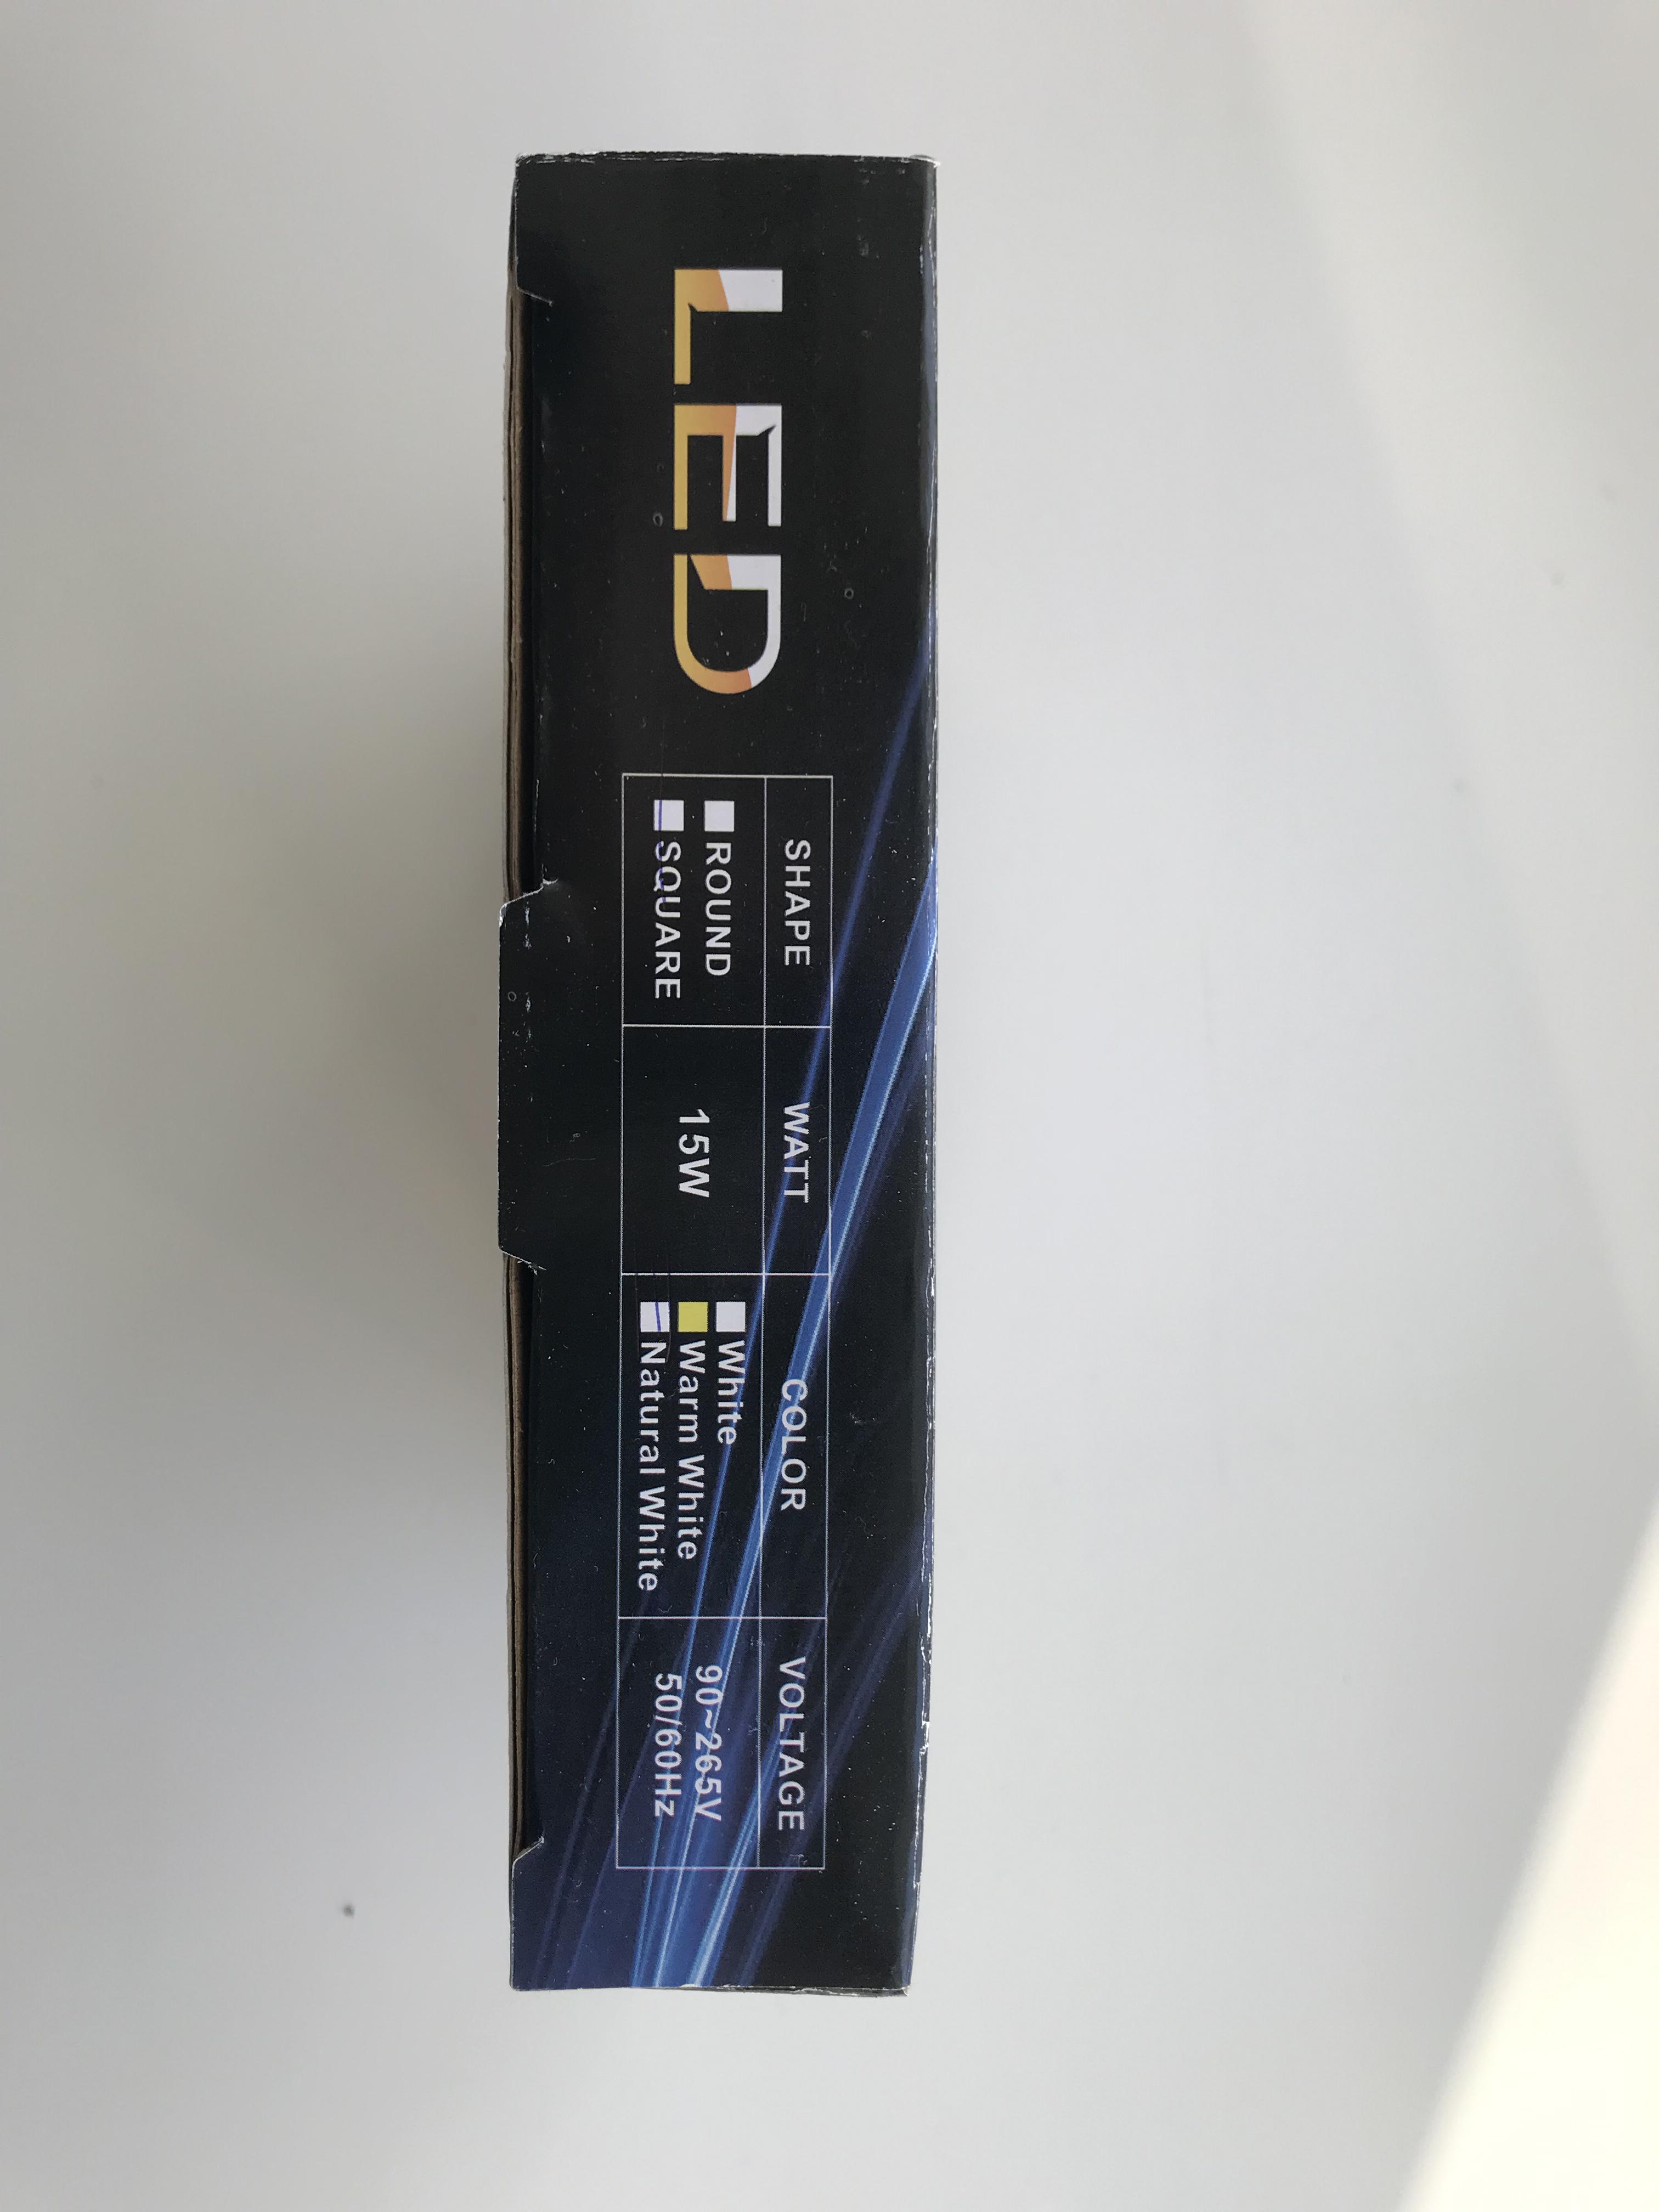 LED
SHAPE
WATT
COLOR
VOLTAGE
ROUND
SQUARE
15W
White
Warm White
Natural White
90~265V
50/60Hz